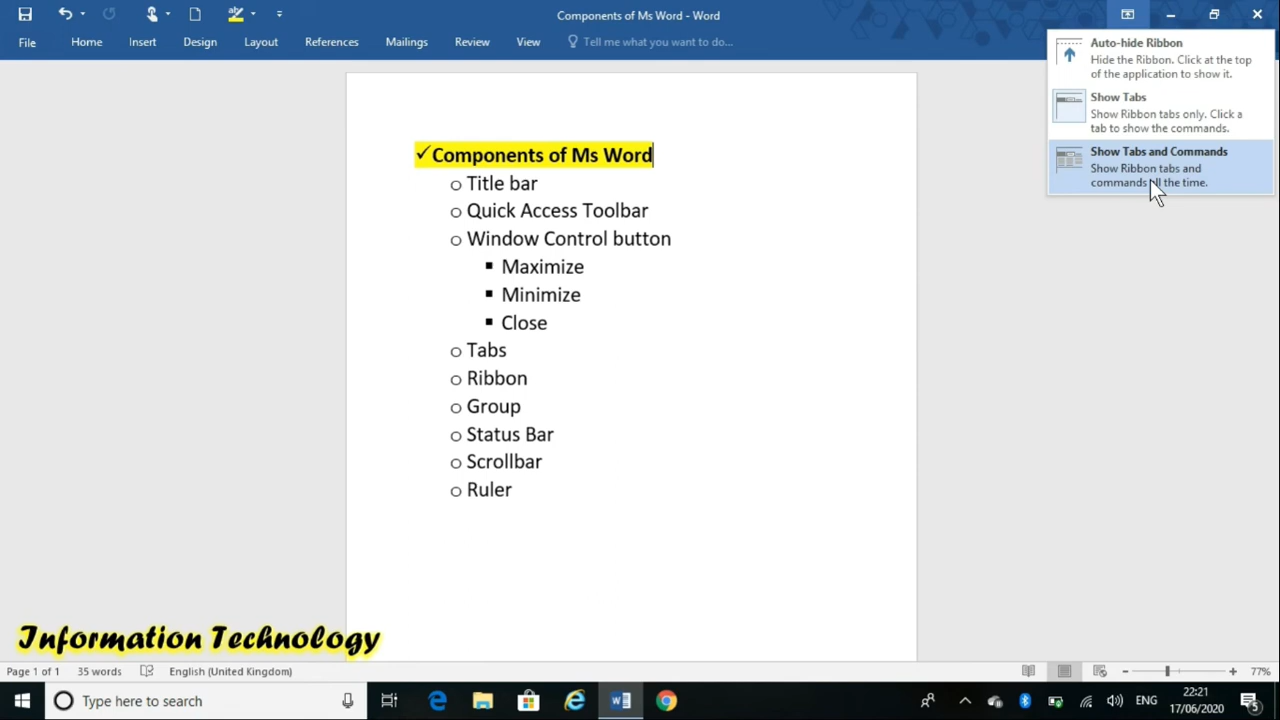 Components of Ms Word - Word
File Home Insert Design Layout References Mailings Review View Tell me what you want to do...
Auto-hide Ribbon
Hide the Ribbon. Click at the top
of the application to show it.
Show Tabs
Show Ribbon tabs only. Click a
tab to show the commands.
Show Tabs and Commands
Show Ribbon tabs and
commands all the time.
✓Components of Ms Word
o Title bar
o Quick Access Toolbar
o Window Control button
▪ Maximize
▪ Minimize
▪ Close
o Tabs
o Ribbon
o Group
o Status Bar
o Scrollbar
o Ruler
Information Technology
Page 1 of 1 35 words English (United Kingdom) 77%
Type here to search
ENG
22:21
17/06/2020
5